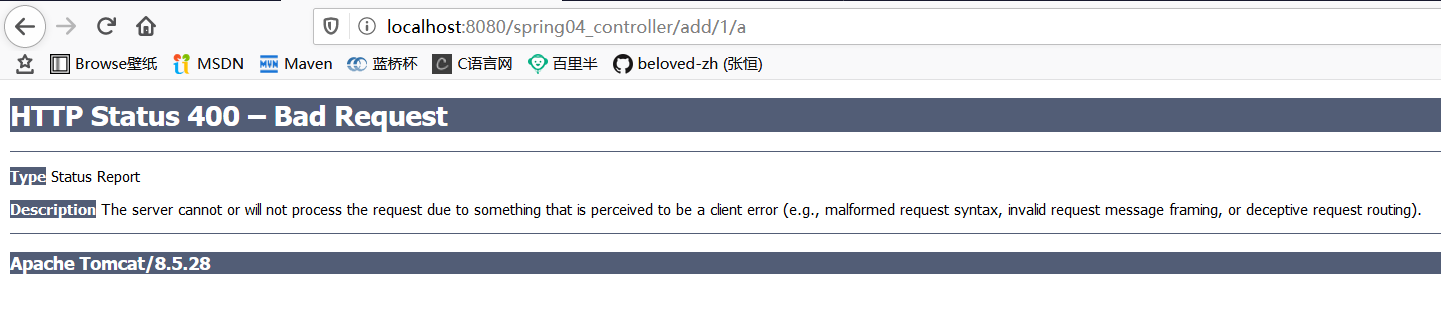 localhost:8080/spring04_controller/add/1/a
Browse壁纸 MSDN Maven 蓝桥杯 C语言网 百里半 beloved-zh (张恒)
HTTP Status 400 – Bad Request
Type Status Report
Description The server cannot or will not process the request due to something that is perceived to be a client error (e.g., malformed request syntax, invalid request message framing, or deceptive request routing).
Apache Tomcat/8.5.28